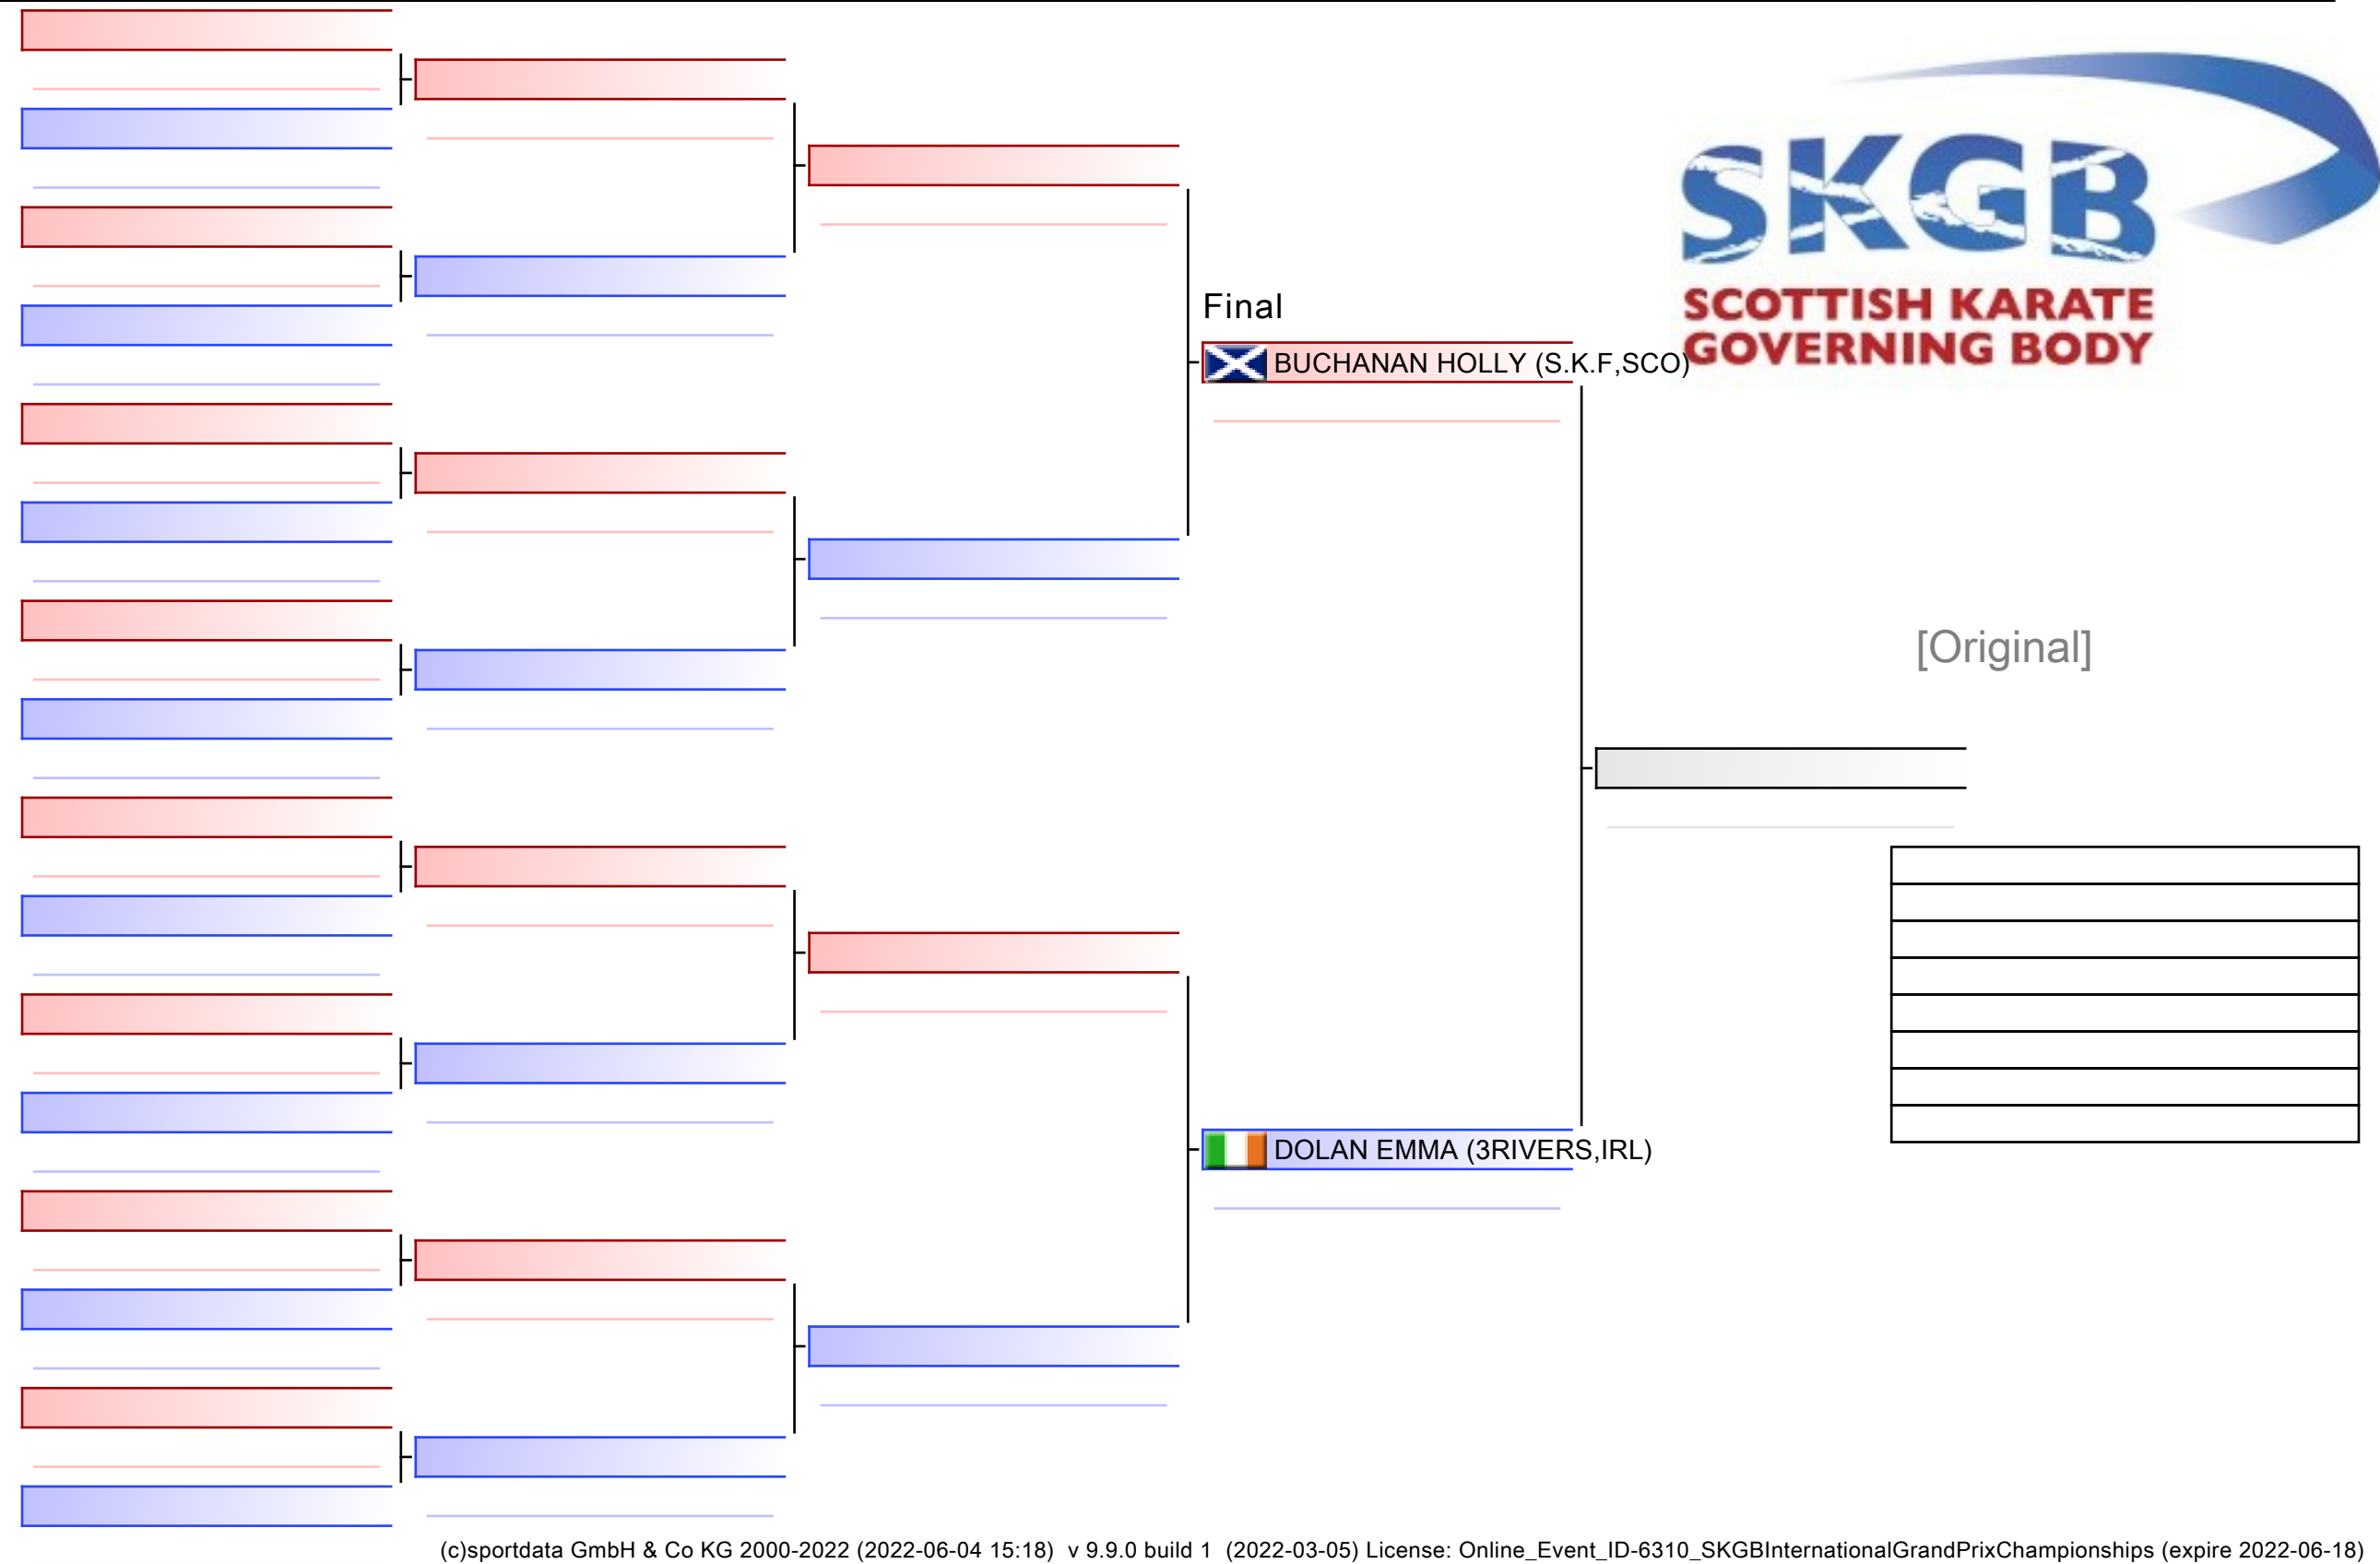 SKGB
SCOTTISH KARATE
GOVERNING BODY
Final
BUCHANAN HOLLY (S.K.F,SCO)
[Original]
DOLAN EMMA (3RIVERS,IRL)
(c)sportdata GmbH & Co KG 2000-2022 (2022-06-04 15:18) v 9.9.0 build 1 (2022-03-05) License: Online_Event_ID-6310_SKGBInternationalGrandPrixChampionships (expire 2022-06-18)